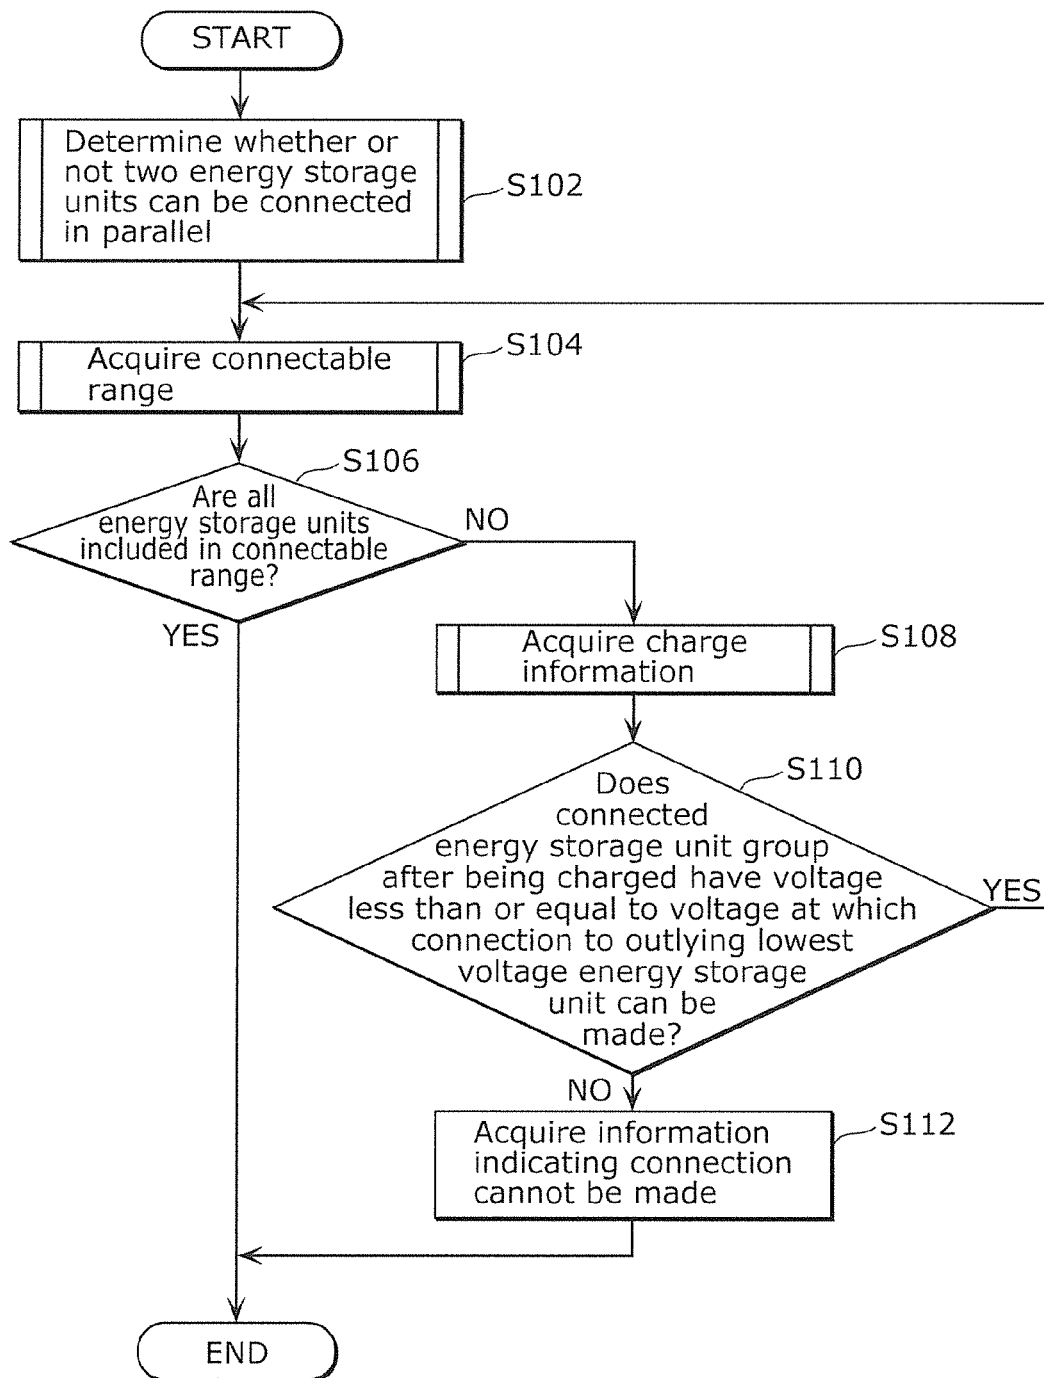 START
Determine whether or
not two energy storage
units can be connected
in parallel
S102
Acquire connectable
range
S104
S106
Are all
energy storage units
included in connectable
range?
NO
YES
Acquire charge
information
S108
S110
Does
connected
energy storage unit group
after being charged have voltage
less than or equal to voltage at which
connection to outlying lowest
voltage energy storage
unit can be
made?
YES
NO
Acquire information
indicating connection
cannot be made
S112
END